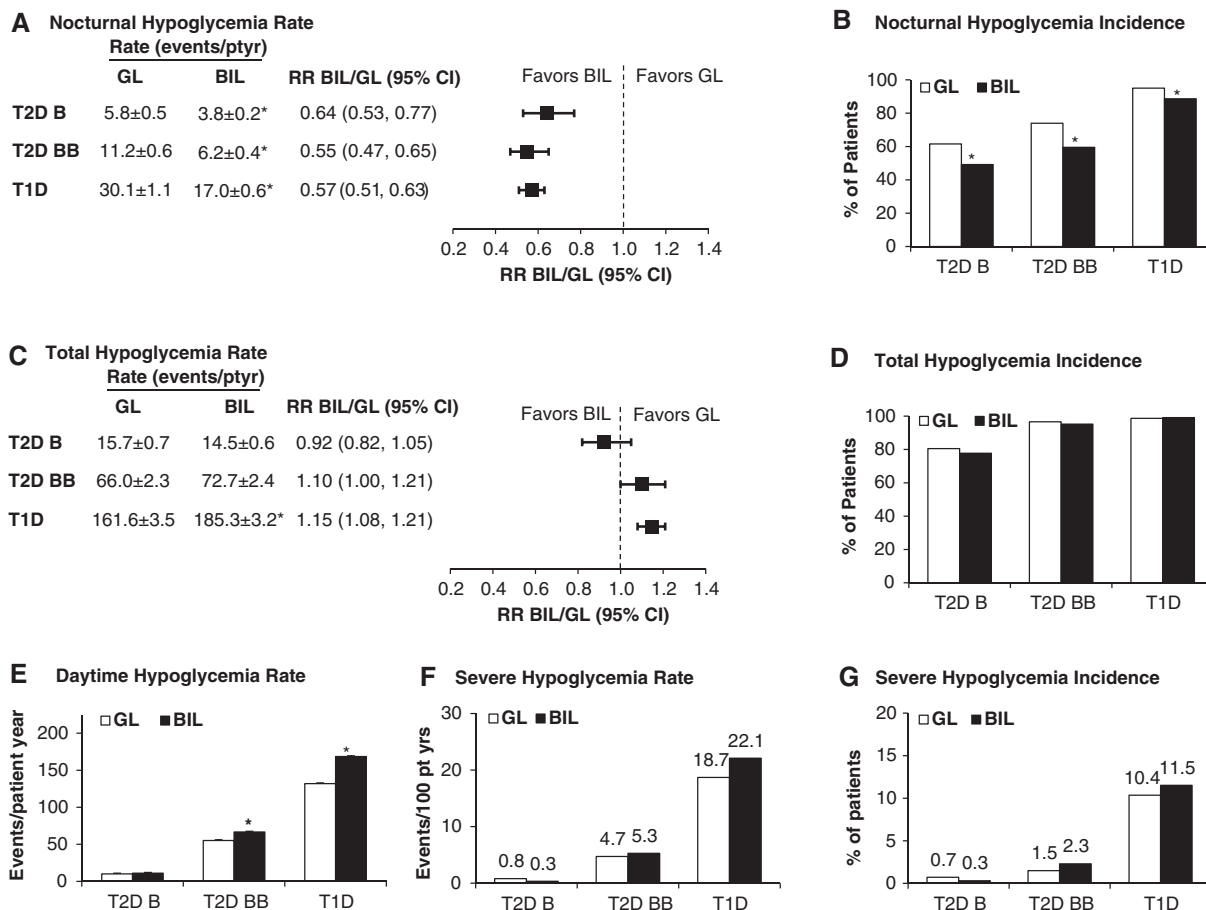 A Nocturnal Hypoglycemia Rate
Rate (events/ptyr)
GL BIL RR BIL/GL (95% CI)
Favors BIL Favors GL
T2D B 5.8±0.5 3.8±0.2* 0.64 (0.53, 0.77)
T2D BB 11.2±0.6 6.2±0.4* 0.55 (0.47, 0.65)
T1D 30.1±1.1 17.0±0.6* 0.57 (0.51, 0.63)
0.2 0.4 0.6 0.8 1.0 1.2 1.4
RR BIL/GL (95% CI)
B Nocturnal Hypoglycemia Incidence
% of Patients
100
80
60
40
20
0
GL BIL
* * *
T2D B T2D BB T1D
C Total Hypoglycemia Rate
Rate (events/ptyr)
GL BIL RR BIL/GL (95% CI)
Favors BIL Favors GL
T2D B 15.7±0.7 14.5±0.6 0.92 (0.82, 1.05)
T2D BB 66.0±2.3 72.7±2.4 1.10 (1.00, 1.21)
T1D 161.6±3.5 185.3±3.2* 1.15 (1.08, 1.21)
0.2 0.4 0.6 0.8 1.0 1.2 1.4
RR BIL/GL (95% CI)
D Total Hypoglycemia Incidence
% of Patients
100
80
60
40
20
0
GL BIL
T2D B T2D BB T1D
E Daytime Hypoglycemia Rate
Events/patient year
200
150
100
50
0
GL BIL
* *
T2D B T2D BB T1D
F Severe Hypoglycemia Rate
Events/100 pt yrs
30
20
10
0
GL BIL
0.8 0.3 4.7 5.3 18.7 22.1
T2D B T2D BB T1D
G Severe Hypoglycemia Incidence
% of patients
20
15
10
5
0
GL BIL
0.7 0.3 1.5 2.3 10.4 11.5
T2D B T2D BB T1D